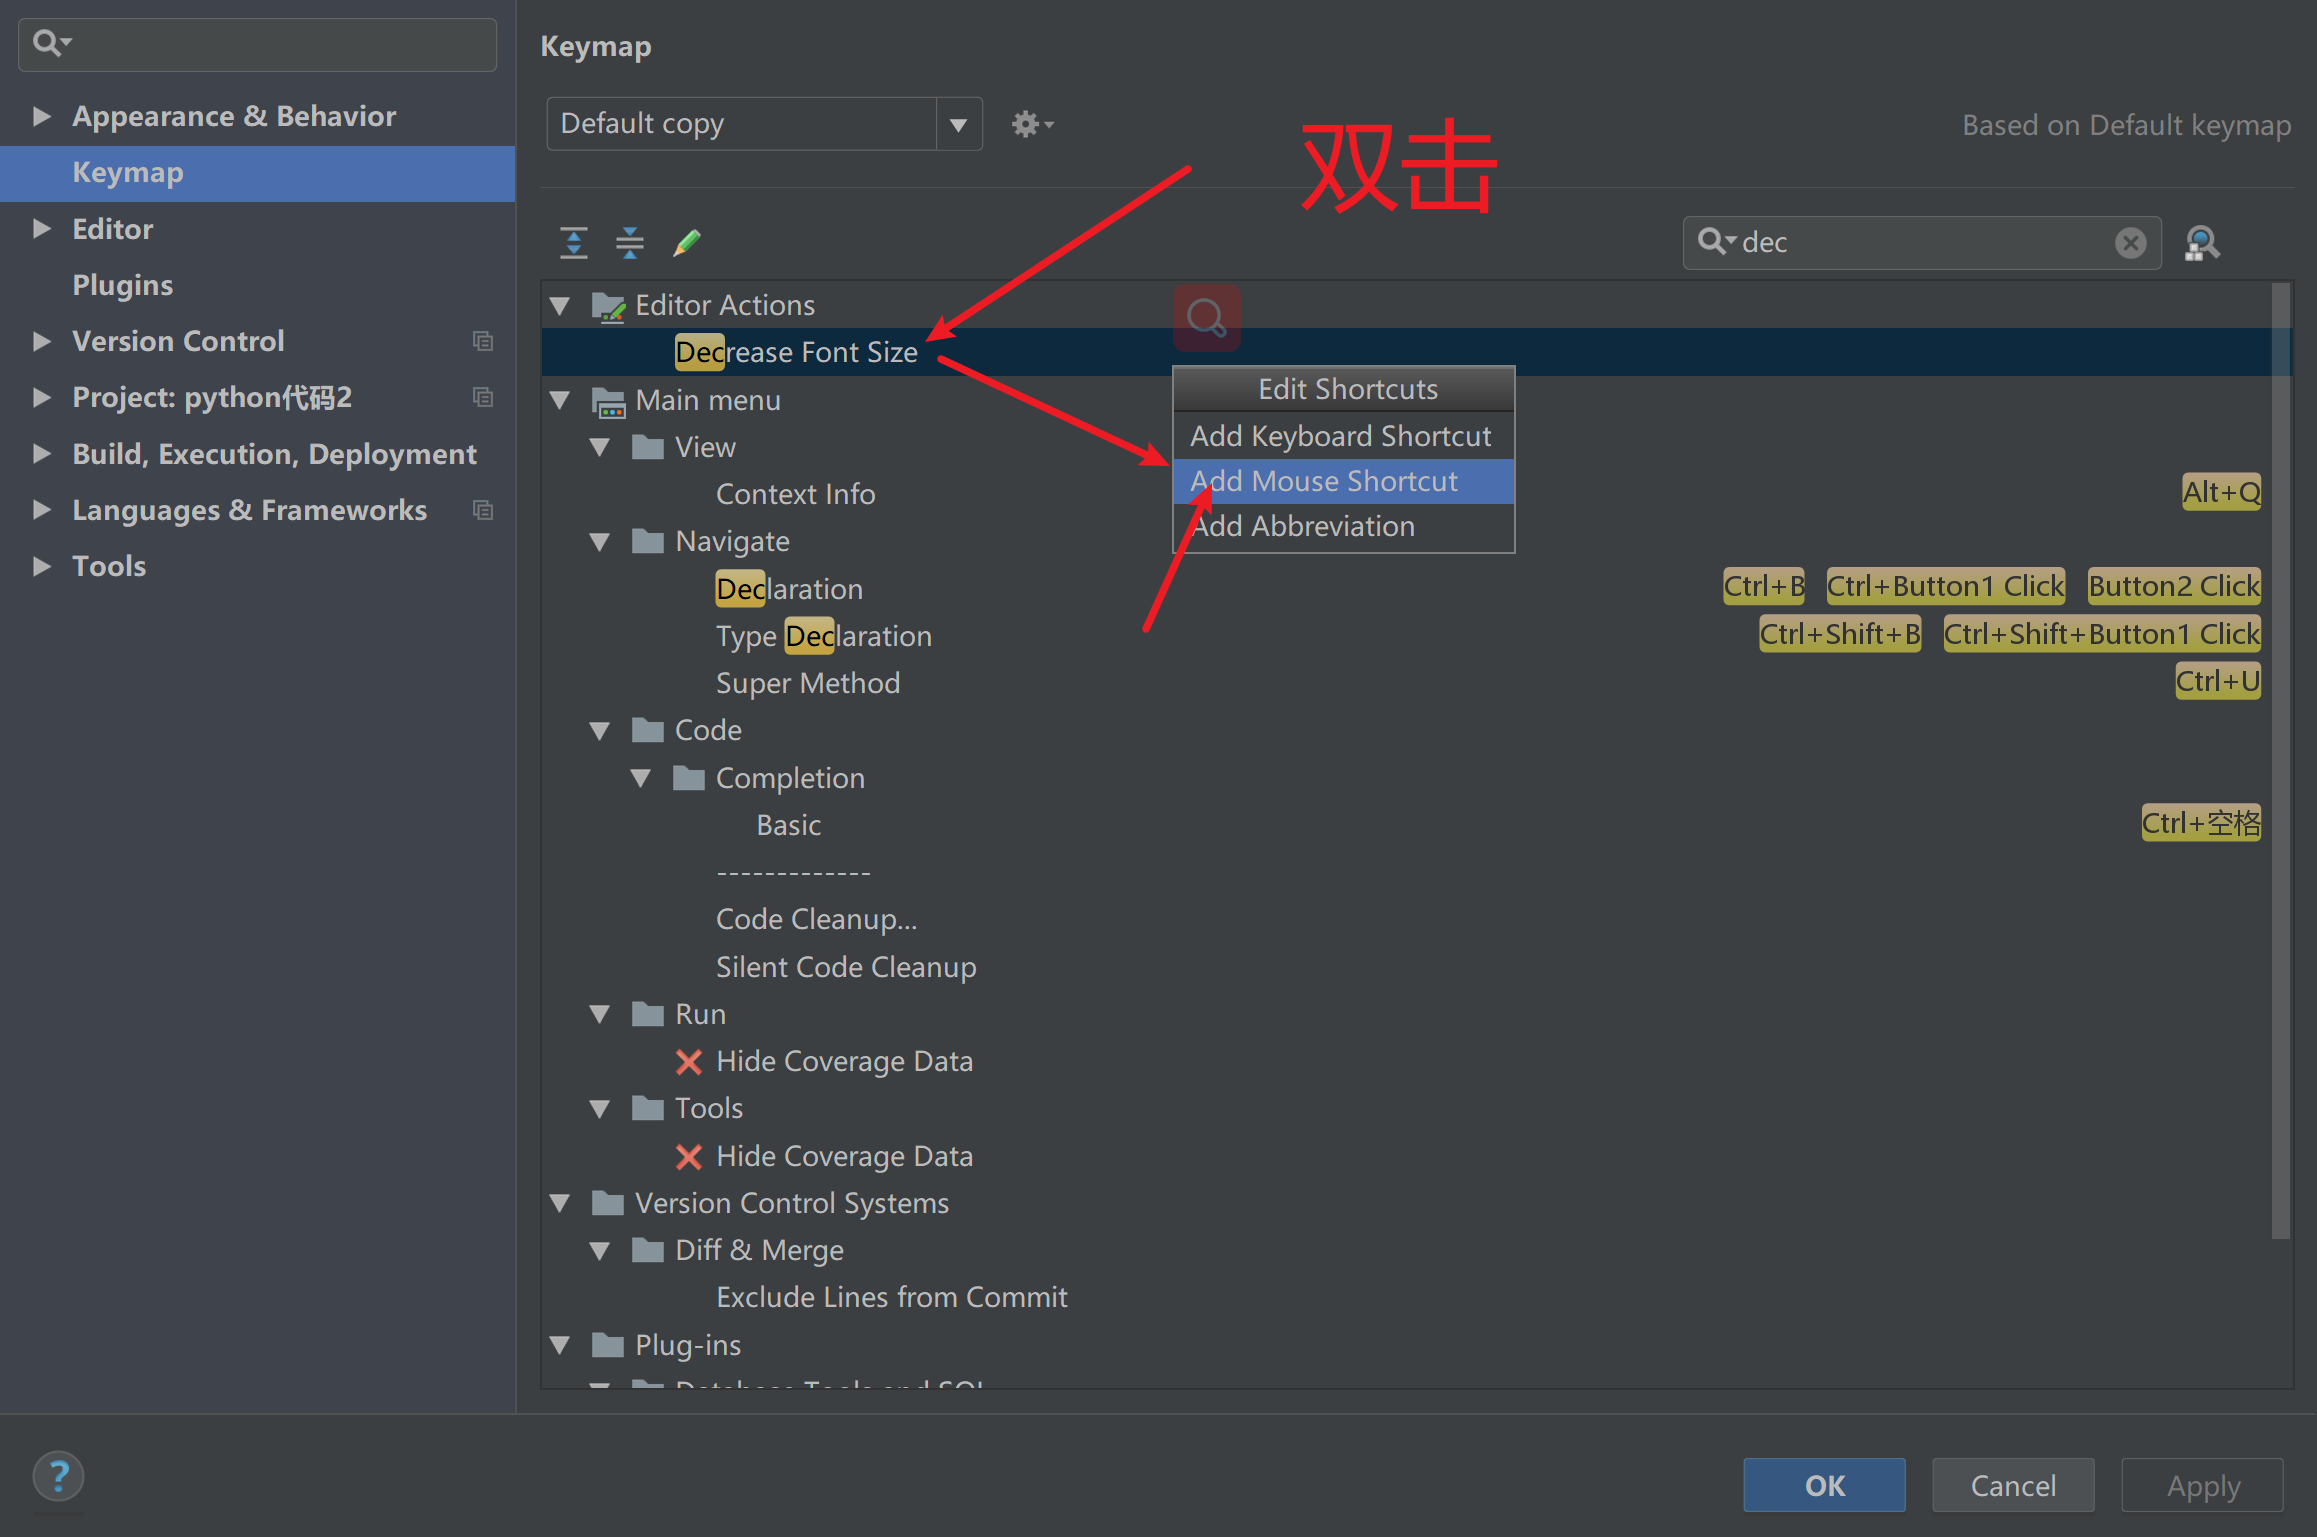 Keymap
Appearance & Behavior
Keymap
Editor
Plugins
Version Control
Project: python代码2
Build, Execution, Deployment
Languages & Frameworks
Tools
Default copy
Based on Default keymap
双击
dec
Editor Actions
Decrease Font Size
Main menu
View
Context Info Alt+Q
Navigate
Declaration Ctrl+B Ctrl+Button1 Click Button2 Click
Type Declaration Ctrl+Shift+B Ctrl+Shift+Button1 Click
Super Method Ctrl+U
Code
Completion
Basic Ctrl+空格
-------------
Code Cleanup...
Silent Code Cleanup
Run
Hide Coverage Data
Tools
Hide Coverage Data
Version Control Systems
Diff & Merge
Exclude Lines from Commit
Plug-ins
Database Tools and SQL
Edit Shortcuts
Add Keyboard Shortcut
Add Mouse Shortcut
Add Abbreviation
?
OK
Cancel
Apply